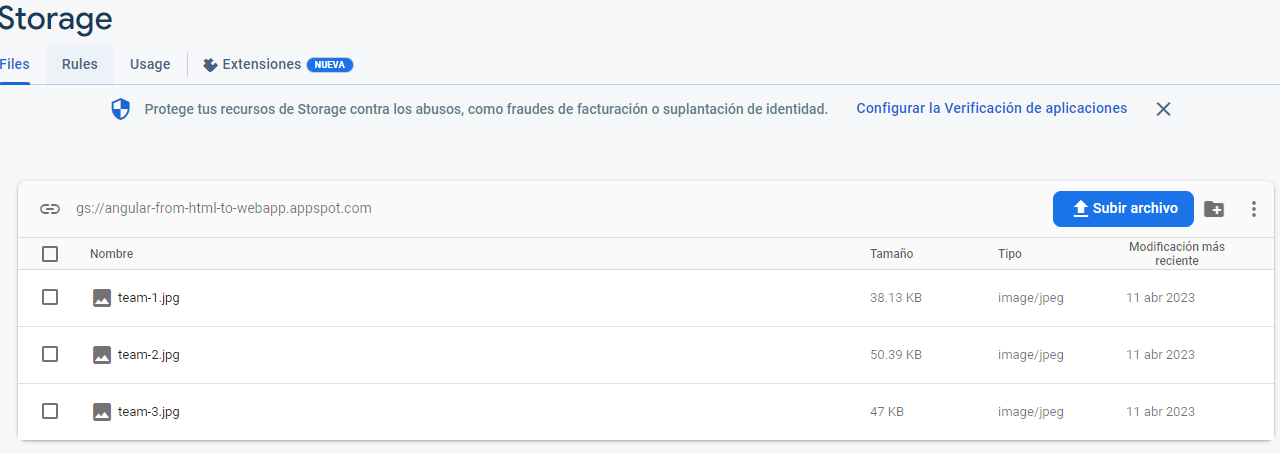 Storage
Files Rules Usage Extensiones NUEVA
Protege tus recursos de Storage contra los abusos, como fraudes de facturación o suplantación de identidad. Configurar la Verificación de aplicaciones
gs://angular-from-html-to-webapp.appspot.com Subir archivo
Nombre Tamaño Tipo Modificación más
reciente
team-1.jpg 38.13 KB image/jpeg 11 abr 2023
team-2.jpg 50.39 KB image/jpeg 11 abr 2023
team-3.jpg 47 KB image/jpeg 11 abr 2023